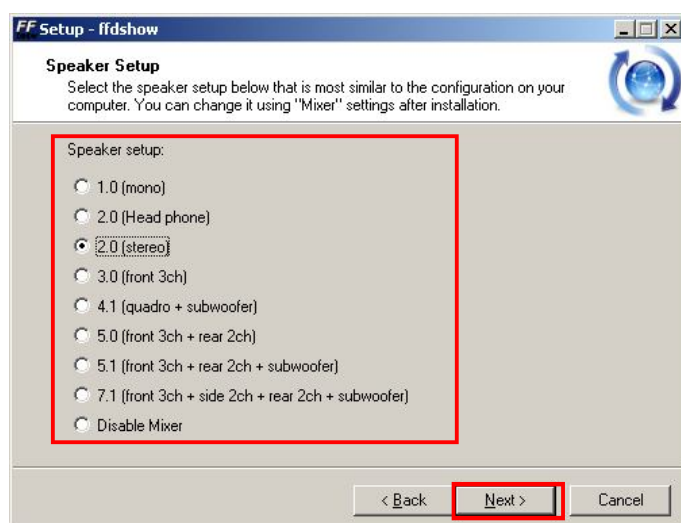 Setup - ffdshow
Speaker Setup
Select the speaker setup below that is most similar to the configuration on your
computer. You can change it using "Mixer" settings after installation.
Speaker setup:
1.0 (mono)
2.0 (Head phone)
2.0 (stereo)
3.0 (front 3ch)
4.1 (quadro + subwoofer)
5.0 (front 3ch + rear 2ch)
5.1 (front 3ch + rear 2ch + subwoofer)
7.1 (front 3ch + side 2ch + rear 2ch + subwoofer)
Disable Mixer
< Back Next > Cancel